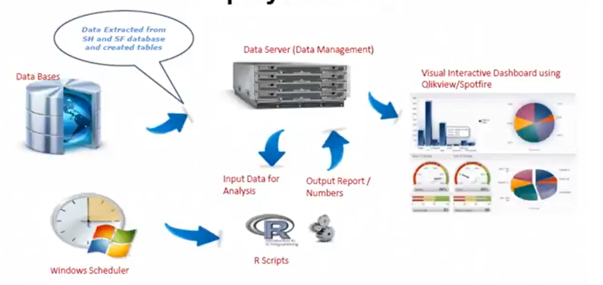 Data Extracted from
SH and SF database
and created tables
Data Server (Data Management)
Data Bases
Visual Interactive Dashboard using
Qlikview/Spotfire
Input Data for
Analysis
Output Report /
Numbers
R
Windows Scheduler
R Scripts